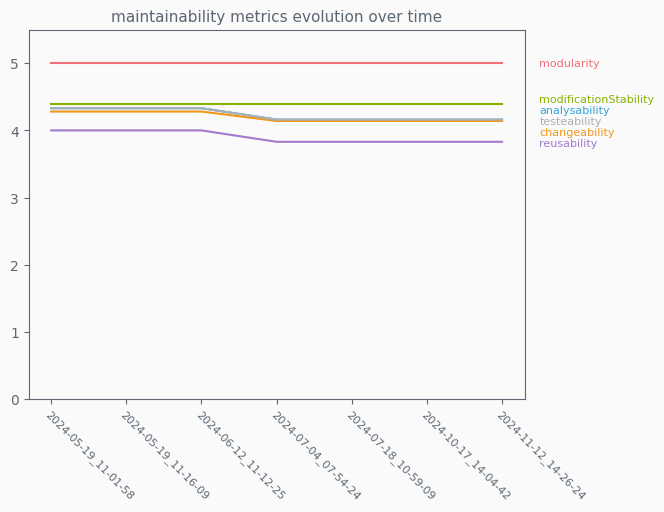 maintainability metrics evolution over time
5
4
3
2
1
0
modularity
modificationStability
analysability
testeability
changeability
reusability
2024-05-19_11-01-58
2024-05-19_11-16-09
2024-06-12_11-12-25
2024-07-04_07-54-24
2024-07-18_10-59-09
2024-10-17_14-04-42
2024-11-12_14-26-24